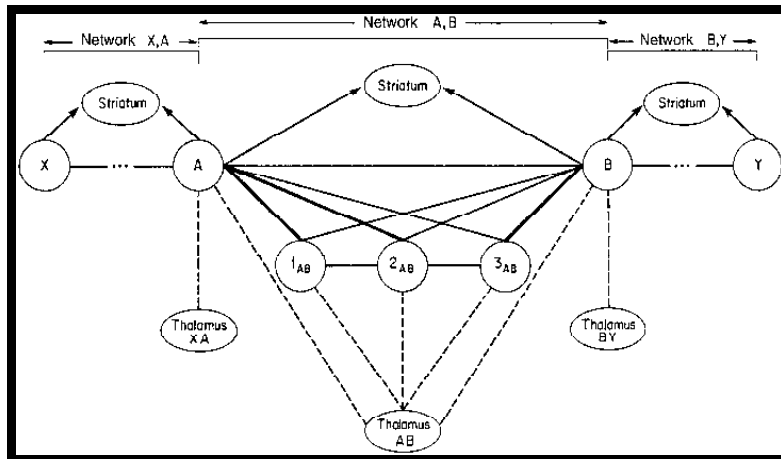 Network A,B
Network X,A
Network B,Y
Striatum
Striatum
Striatum
X
...
A
B
...
Y
1AB
2AB
3AB
Thalamus
XA
Thalamus
BY
Thalamus
AB